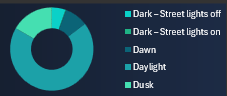 Dark – Street lights off
Dark – Street lights on
Dawn
Daylight
Dusk